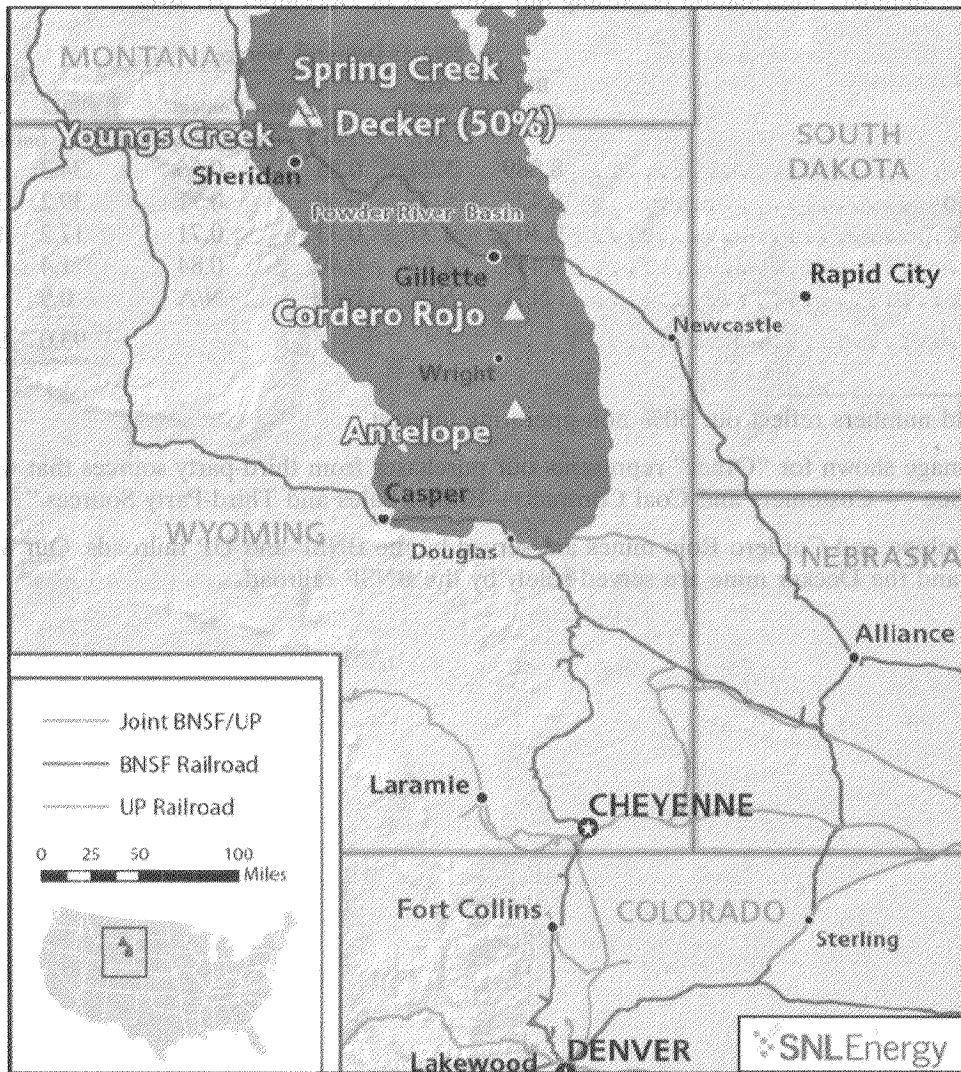 MONTANA
Spring Creek
Decker (50%)
Youngs Creek
SOUTH
DAKOTA
Sheridan
Powder River Basin
Gillette
Rapid City
Cordero Rojo
Newcastle
Wright
Antelope
Casper
WYOMING
Douglas
NEBRASKA
Alliance
Joint BNSF/UP
BNSF Railroad
UP Railroad
0 25 50 100
Miles
Laramie
CHEYENNE
Fort Collins
COLORADO
Sterling
Lakewood
DENVER
SNLEnergy